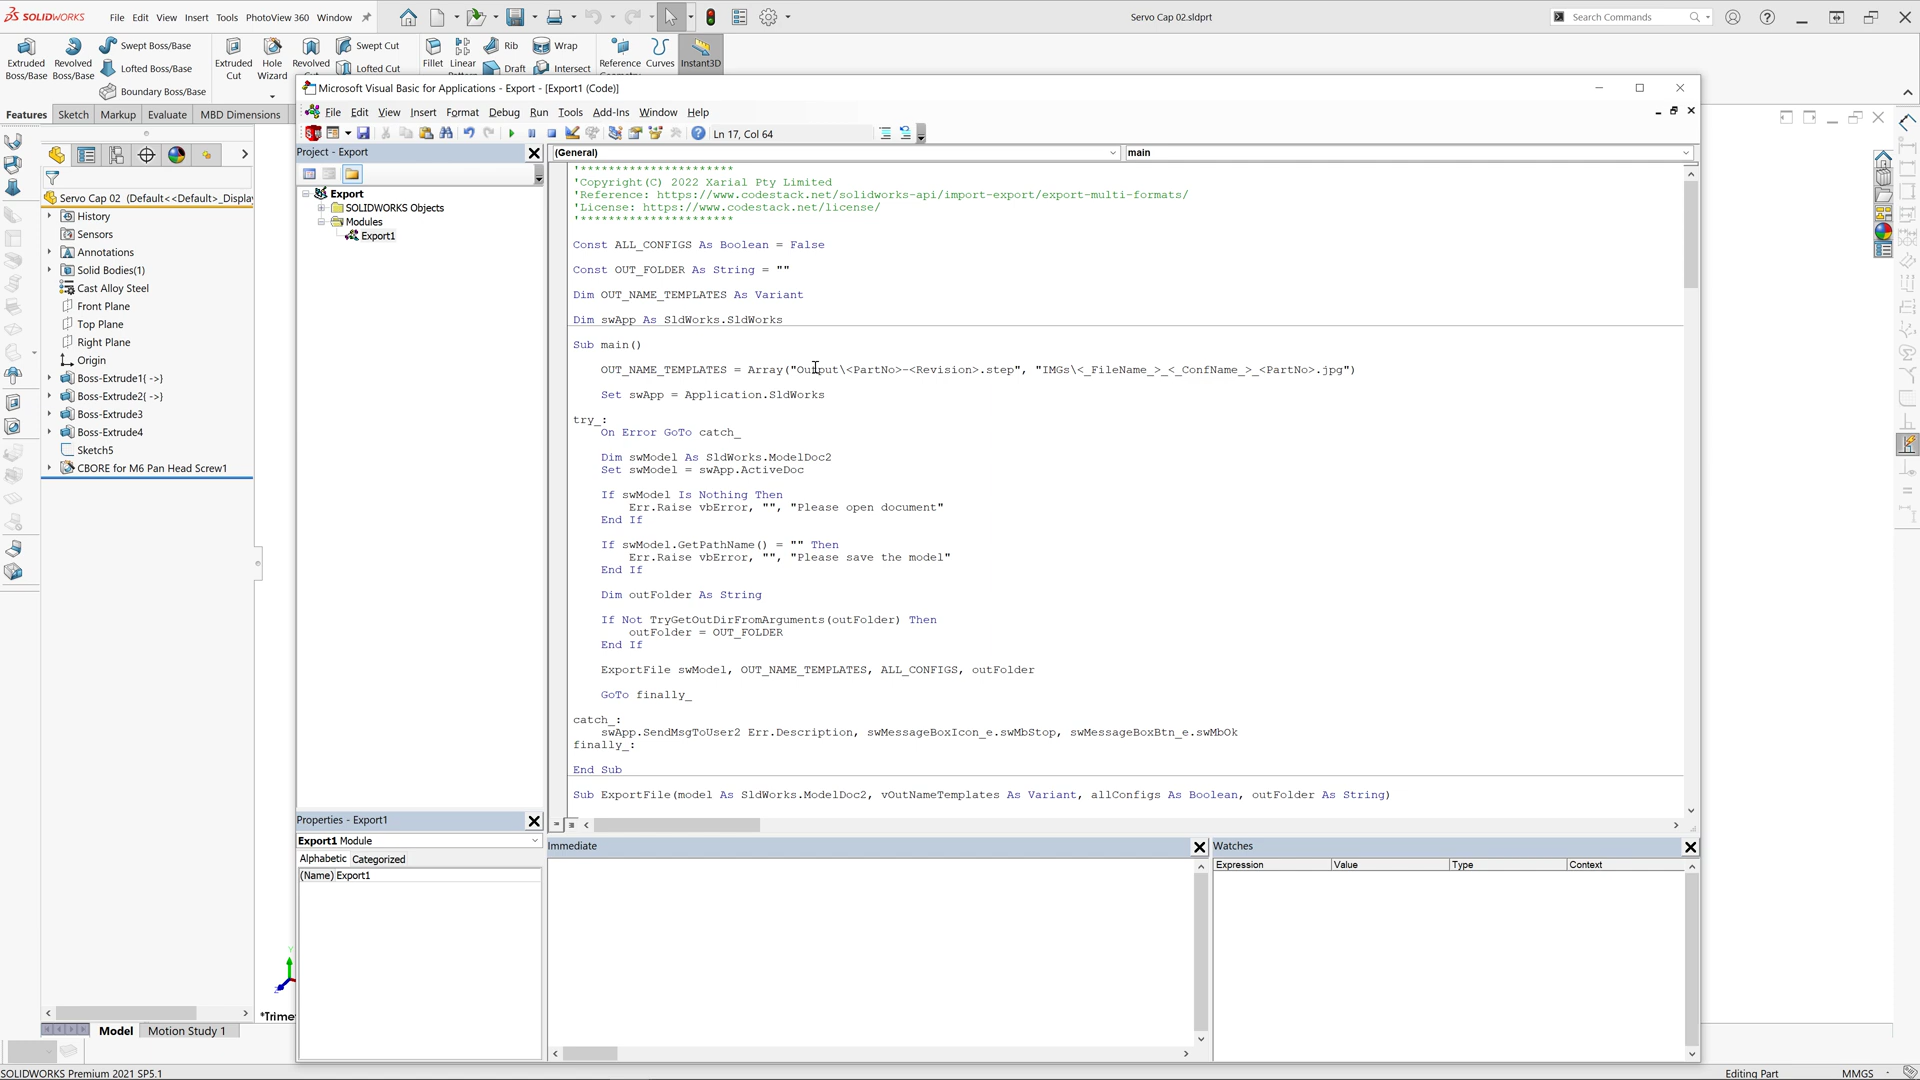 SOLIDWORKS File Edit View Insert Tools PhotoView 360 Window Servo Cap 02.sldprt Search Commands
Extruded Boss/Base Revolved Boss/Base Swept Boss/Base Lofted Boss/Base Boundary Boss/Base Extruded Cut Hole Wizard Revolved Swept Cut Lofted Cut Fillet Linear Rib Draft Wrap Intersect Reference Curves Instant3D
Features Sketch Markup Evaluate MBD Dimensions
Microsoft Visual Basic for Applications - Export - [Export1 (Code)]
File Edit View Insert Format Debug Run Tools Add-Ins Window Help
Ln 17, Col 64
Project - Export
Export
SOLIDWORKS Objects
Modules
Export1
Servo Cap 02 (Default<<Default>_Display
History
Sensors
Annotations
Solid Bodies(1)
Cast Alloy Steel
Front Plane
Top Plane
Right Plane
Origin
Boss-Extrude1{ ->}
Boss-Extrude2{ ->}
Boss-Extrude3
Boss-Extrude4
Sketch5
CBORE for M6 Pan Head Screw1
(General) main
'**********************
'Copyright(C) 2022 Xarial Pty Limited
'Reference: https://www.codestack.net/solidworks-api/import-export/export-multi-formats/
'License: https://www.codestack.net/license/
'**********************
Const ALL_CONFIGS As Boolean = False
Const OUT_FOLDER As String = ""
Dim OUT_NAME_TEMPLATES As Variant
Dim swApp As SldWorks.SldWorks
Sub main()
OUT_NAME_TEMPLATES = Array("Output\<PartNo>-<Revision>.step", "IMGs\<_FileName_>_<_ConfName_>_<PartNo>.jpg")
Set swApp = Application.SldWorks
try_:
On Error GoTo catch_
Dim swModel As SldWorks.ModelDoc2
Set swModel = swApp.ActiveDoc
If swModel Is Nothing Then
Err.Raise vbError, "", "Please open document"
End If
If swModel.GetPathName() = "" Then
Err.Raise vbError, "", "Please save the model"
End If
Dim outFolder As String
If Not TryGetOutDirFromArguments(outFolder) Then
outFolder = OUT_FOLDER
End If
ExportFile swModel, OUT_NAME_TEMPLATES, ALL_CONFIGS, outFolder
GoTo finally_
catch_:
swApp.SendMsgToUser2 Err.Description, swMessageBoxIcon_e.swMbStop, swMessageBoxBtn_e.swMbOk
finally_:
End Sub
Sub ExportFile(model As SldWorks.ModelDoc2, vOutNameTemplates As Variant, allConfigs As Boolean, outFolder As String)
Properties - Export1
Export1 Module
Alphabetic Categorized
(Name) Export1
Immediate
Watches
Expression Value Type Context
*Trime
Model Motion Study 1
SOLIDWORKS Premium 2021 SP5.1 Editing Part MMGS